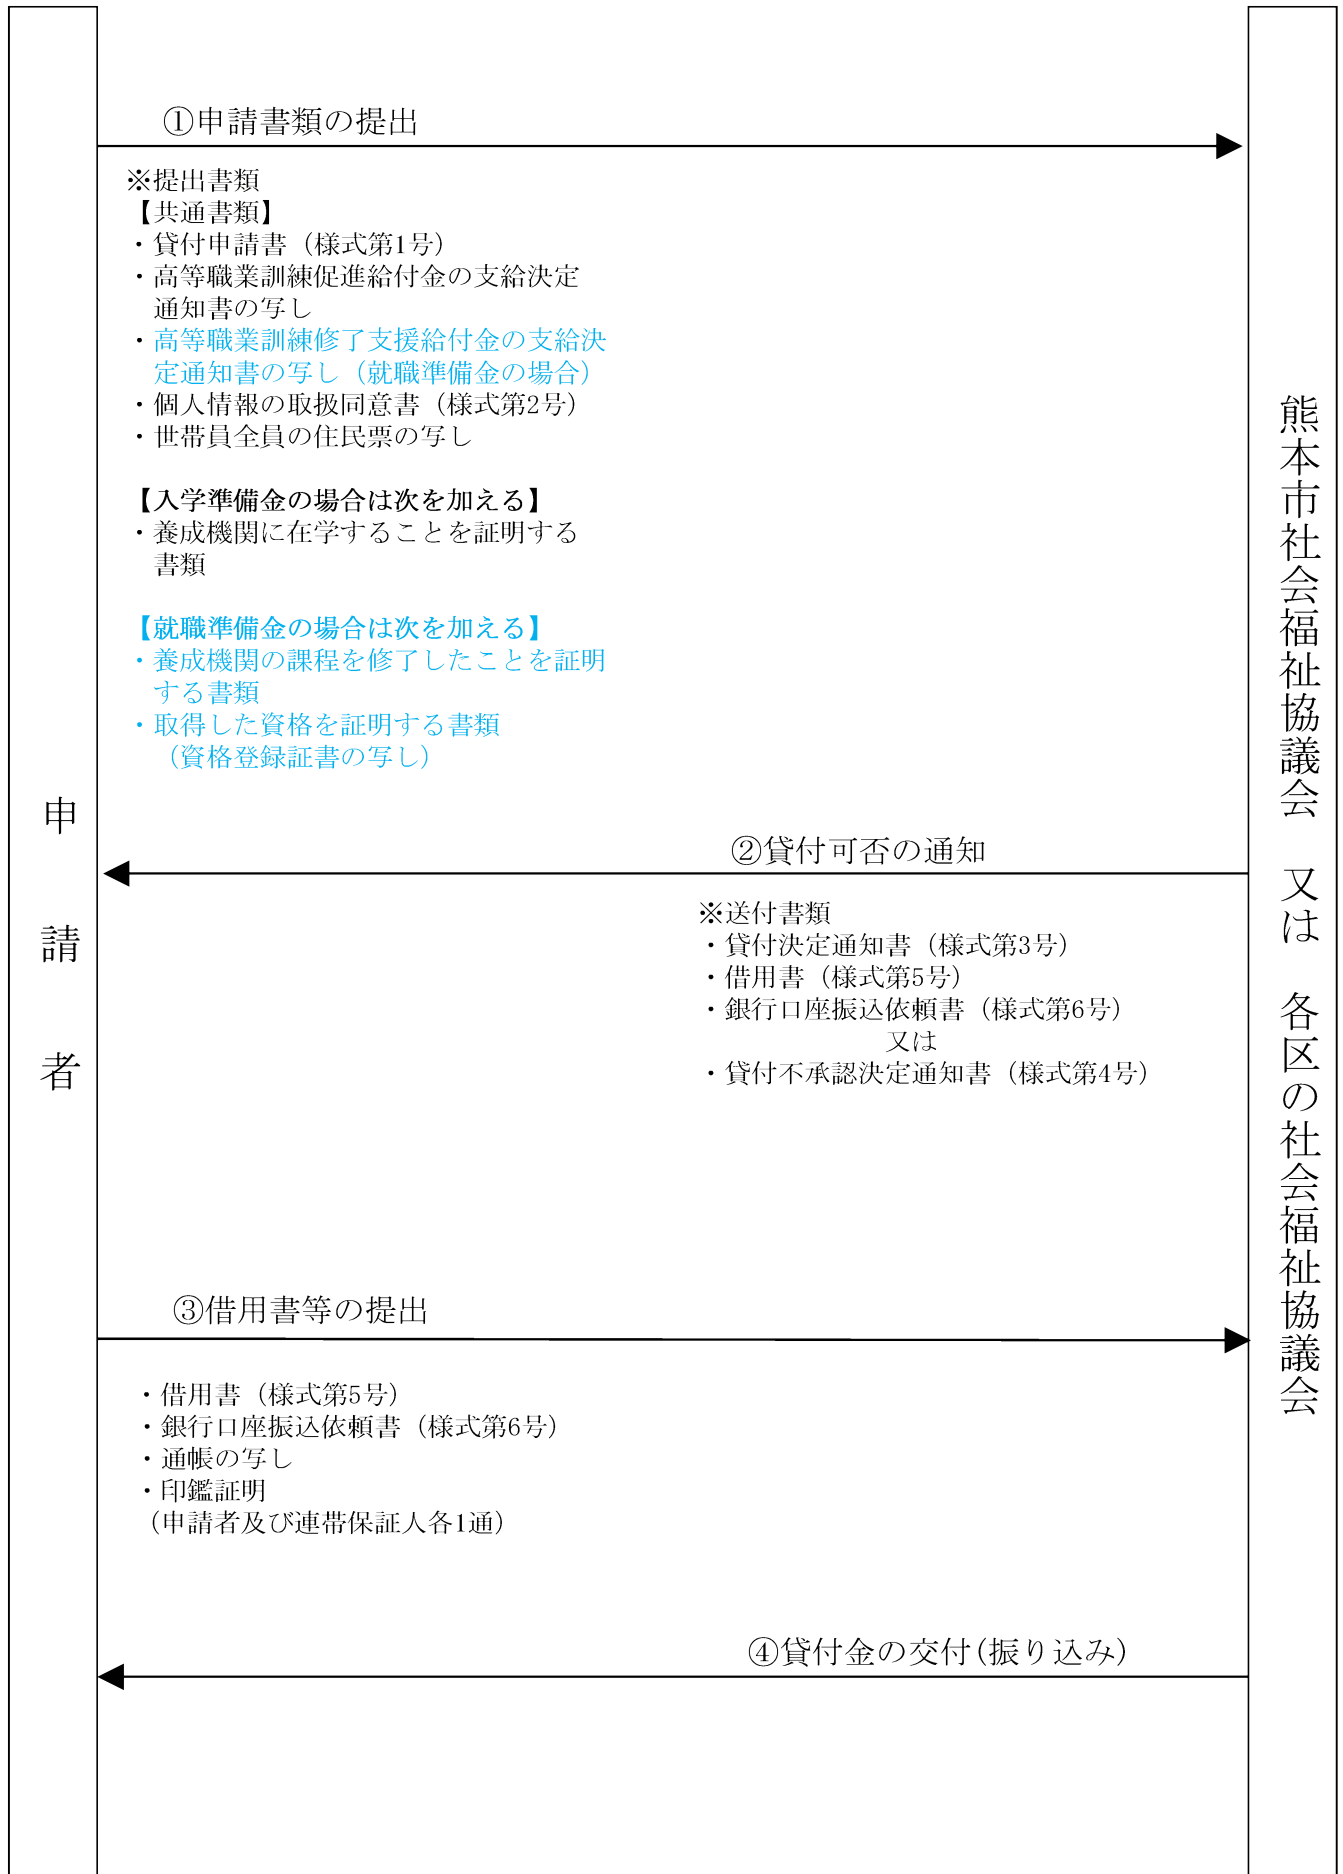 ①申請書類の提出
※提出書類
【共通書類】
・貸付申請書（様式第1号）
・高等職業訓練促進給付金の支給決定
通知書の写し
・高等職業訓練修了支援給付金の支給決
定通知書の写し（就職準備金の場合）
・個人情報の取扱同意書（様式第2号）
・世帯員全員の住民票の写し
【入学準備金の場合は次を加える】
・養成機関に在学することを証明する
書類
【就職準備金の場合は次を加える】
・養成機関の課程を修了したことを証明
する書類
・取得した資格を証明する書類
（資格登録証書の写し）
申請者
②貸付可否の通知
※送付書類
・貸付決定通知書（様式第3号）
・借用書（様式第5号）
・銀行口座振込依頼書（様式第6号）
又は
・貸付不承認決定通知書（様式第4号）
熊本市社会福祉協議会　又は　各区の社会福祉協議会
③借用書等の提出
・借用書（様式第5号）
・銀行口座振込依頼書（様式第6号）
・通帳の写し
・印鑑証明
（申請者及び連帯保証人各1通）
④貸付金の交付(振り込み)